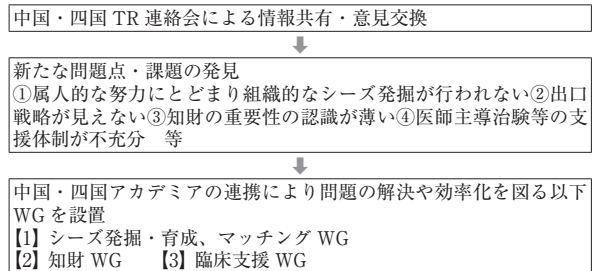 中国・四国 TR 連絡会による情報共有・意見交換
新たな問題点・課題の発見
①属人的な努力にとどまり組織的なシーズ発掘が行われない②出口
戦略が見えない③知財の重要性の認識が薄い④医師主導治験等の支
援体制が不充分　等
中国・四国アカデミアの連携により問題の解決や効率化を図る以下
WG を設置
【1】シーズ発掘・育成、マッチング WG
【2】知財 WG　【3】臨床支援 WG